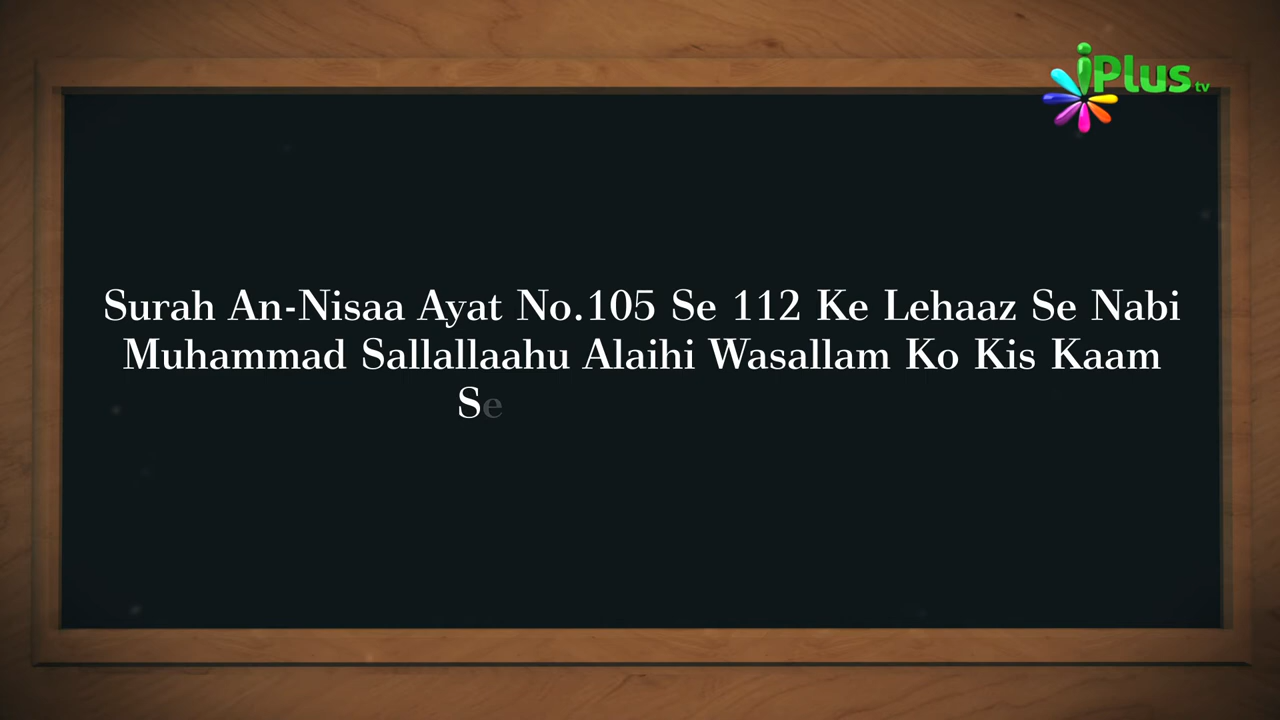 iPlus tv
Surah An-Nisaa Ayat No.105 Se 112 Ke Lehaaz Se Nabi
Muhammad Sallallaahu Alaihi Wasallam Ko Kis Kaam
Se